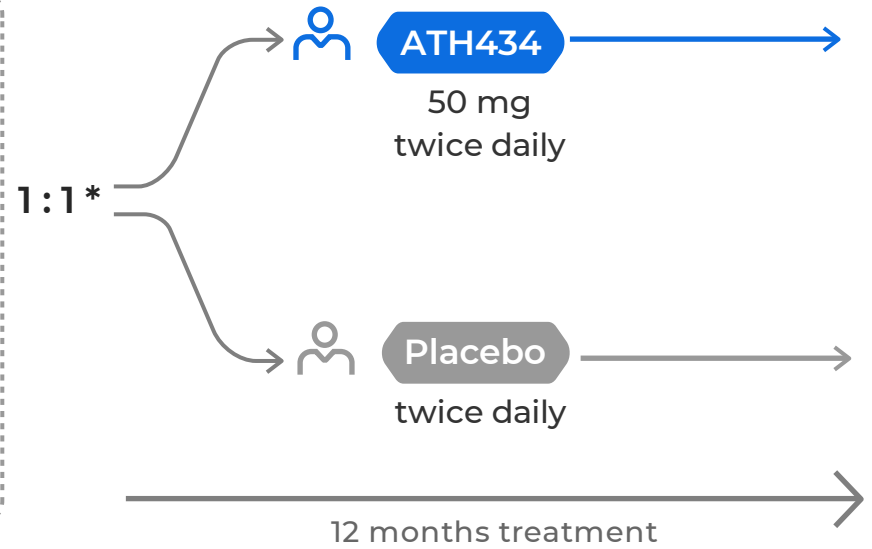 ATH434
50 mg
twice daily
1:1*
Placebo
twice daily
12 months treatment